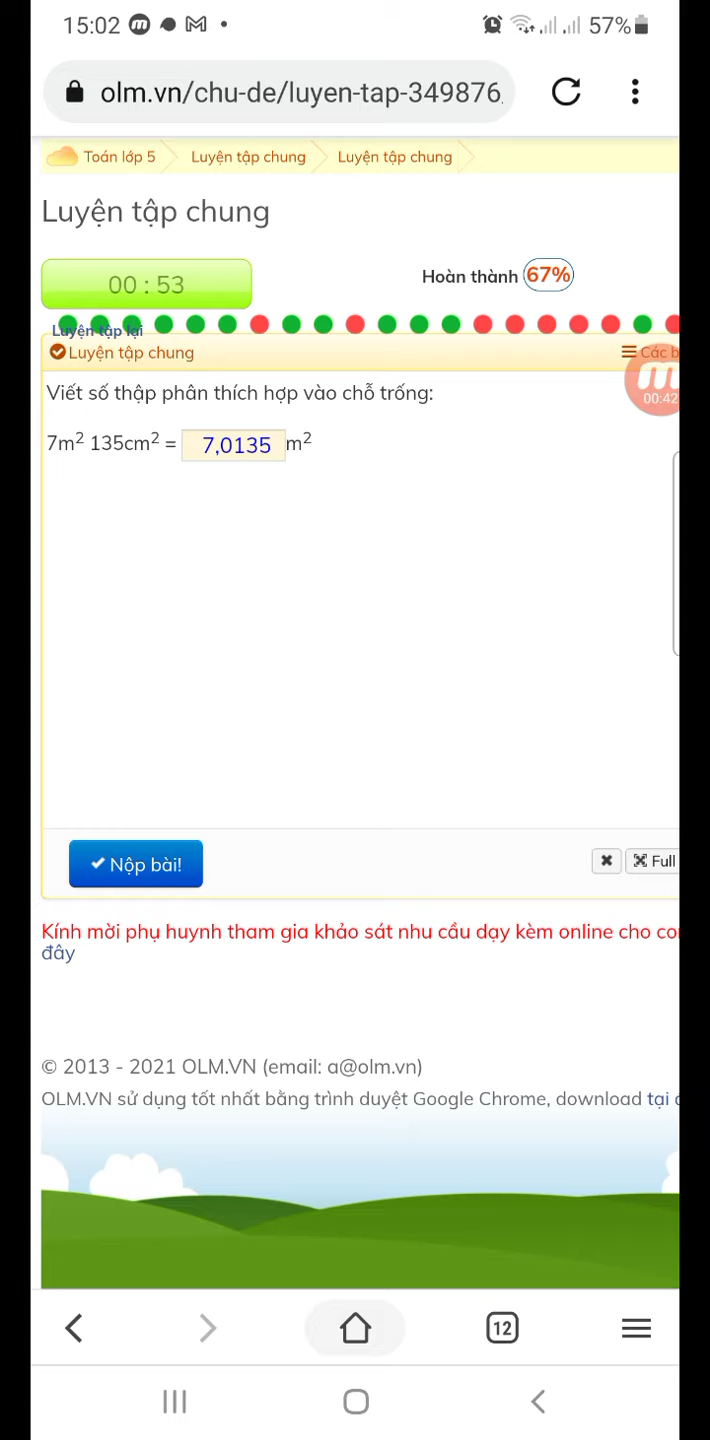 15:02 57%
olm.vn/chu-de/luyen-tap-349876
Toán lớp 5 Luyện tập chung Luyện tập chung
Luyện tập chung
00 : 53
Hoàn thành 67%
Luyện tập lại
Luyện tập chung
Các b
00:42
Viết số thập phân thích hợp vào chỗ trống:
7m² 135cm² = 7,0135 m²
Nộp bài!
Full
Kính mời phụ huynh tham gia khảo sát nhu cầu dạy kèm online cho co
đây
© 2013 - 2021 OLM.VN (email: a@olm.vn)
OLM.VN sử dụng tốt nhất bằng trình duyệt Google Chrome, download tại
12